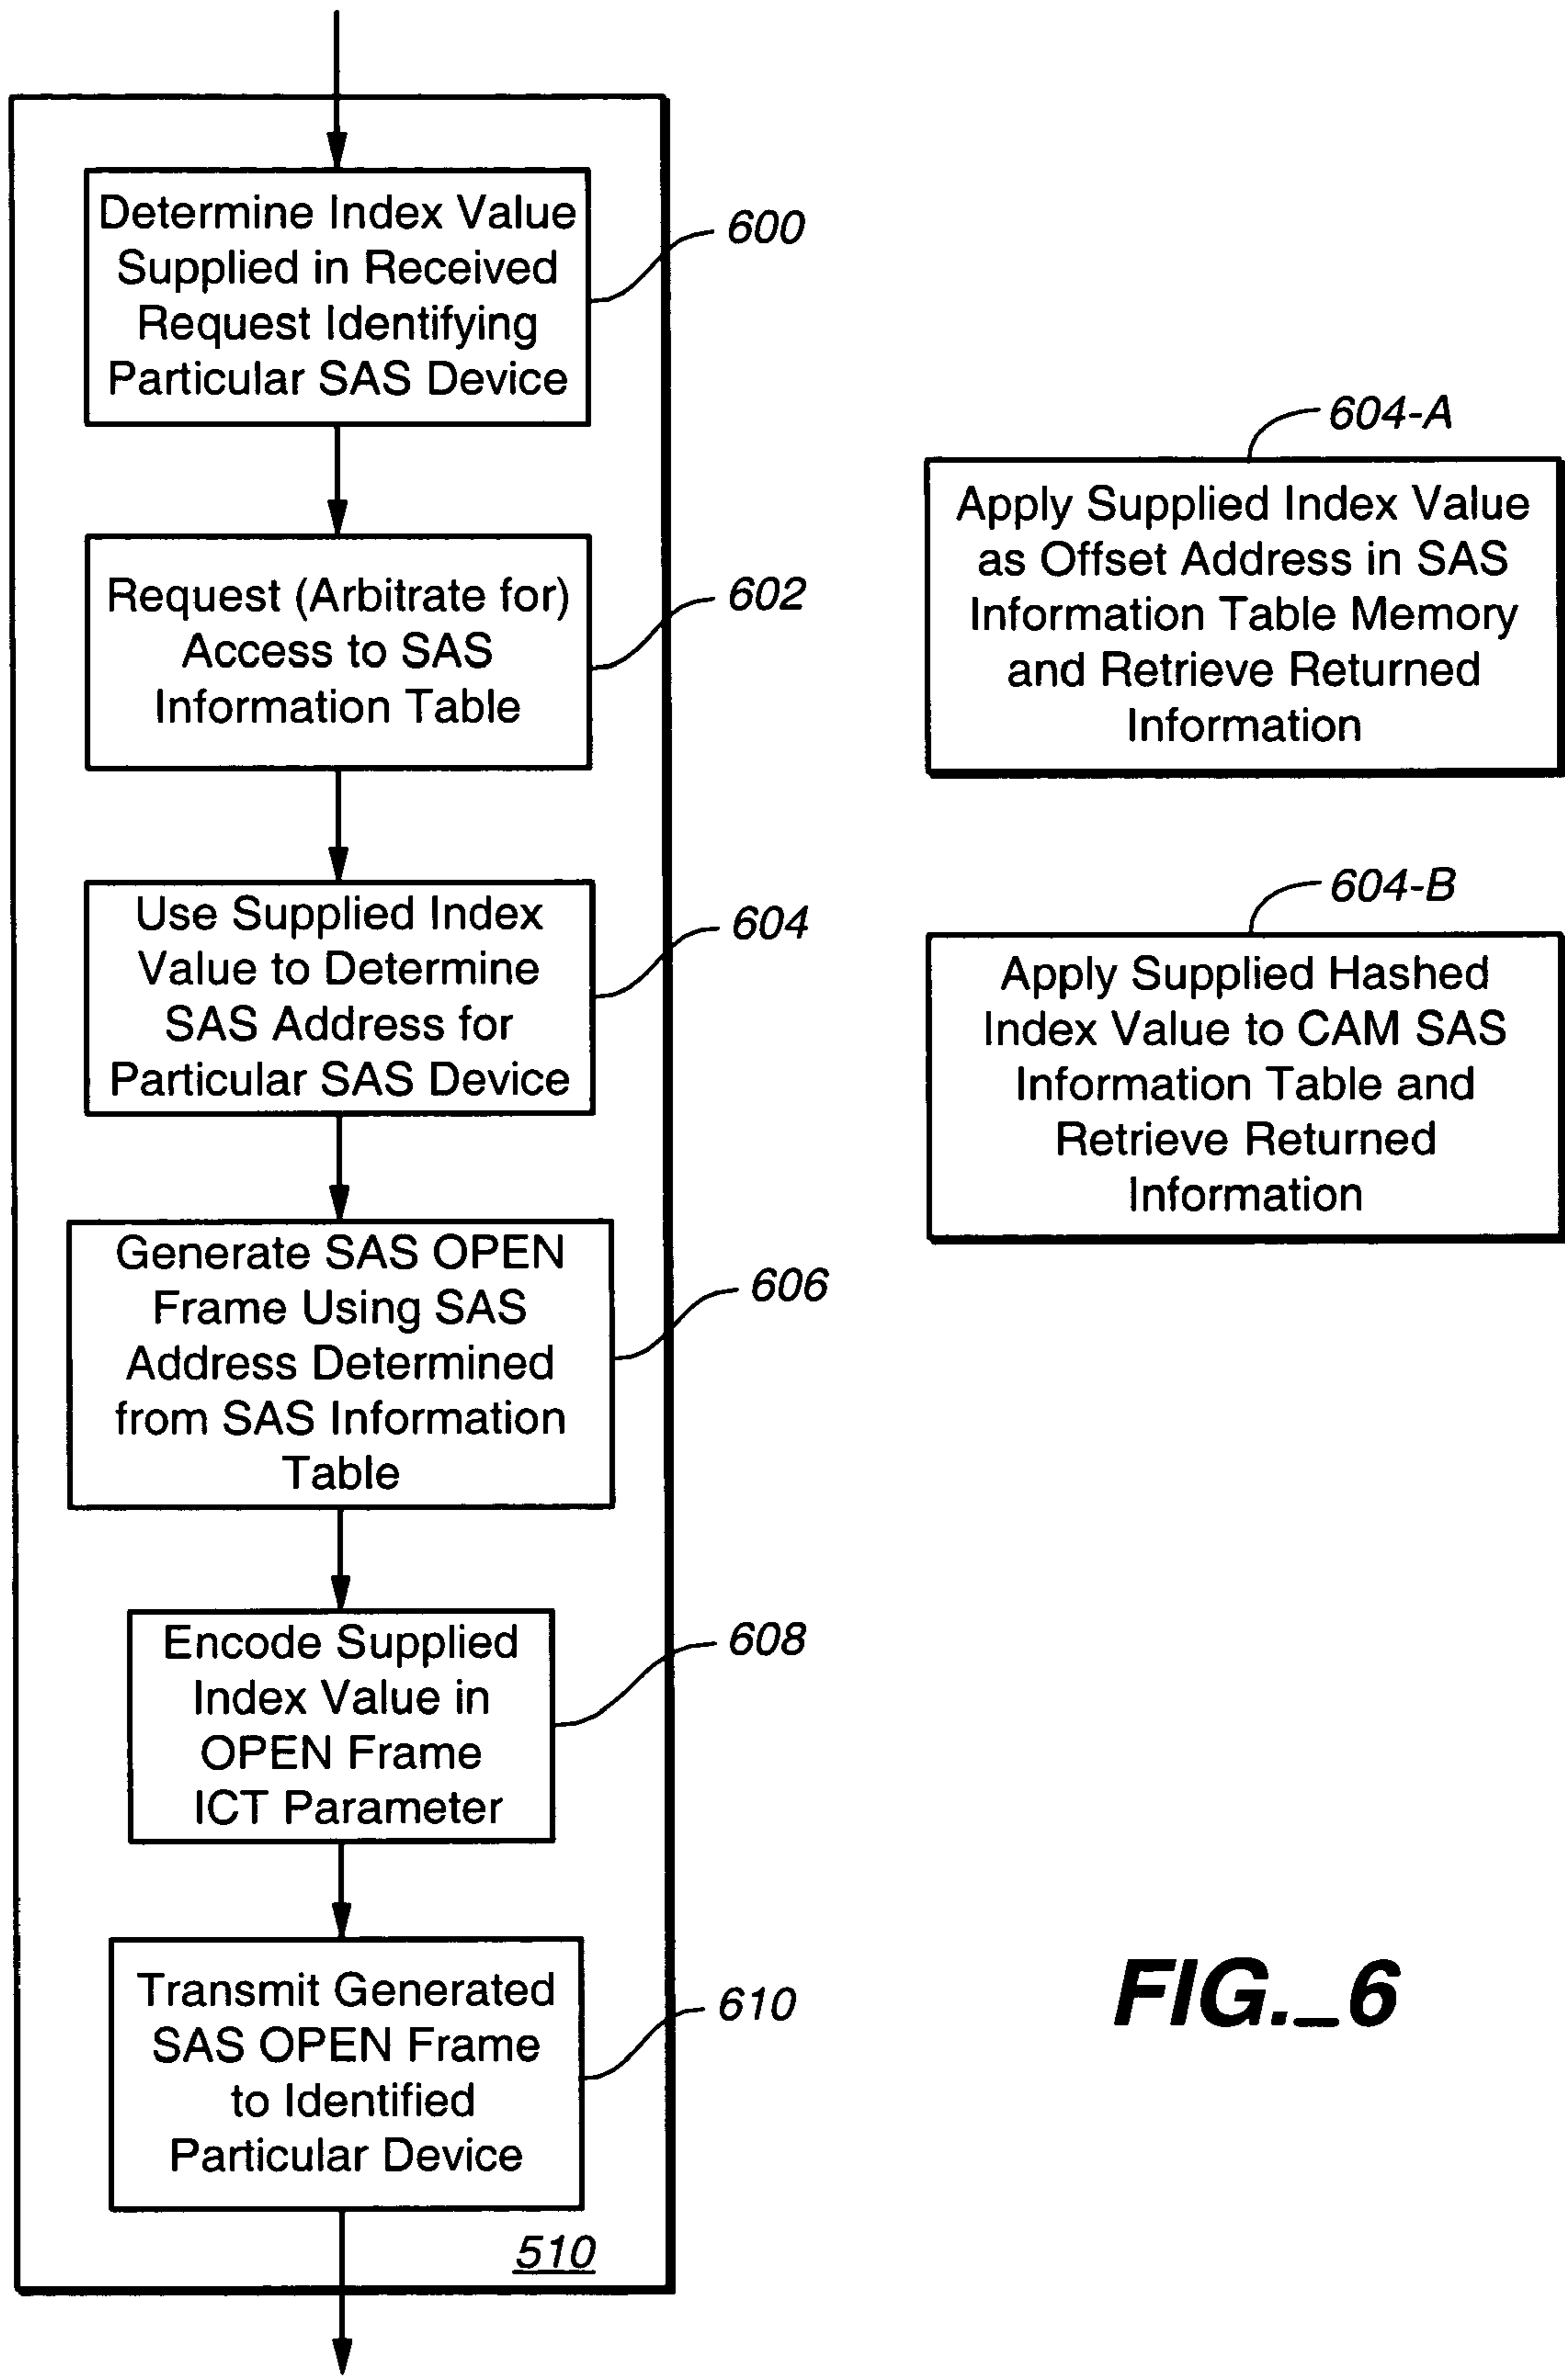 Determine Index Value
Supplied in Received
Request Identifying
Particular SAS Device
600
Request (Arbitrate for)
Access to SAS
Information Table
602
Use Supplied Index
Value to Determine
SAS Address for
Particular SAS Device
604
Generate SAS OPEN
Frame Using SAS
Address Determined
from SAS Information
Table
606
Encode Supplied
Index Value in
OPEN Frame
ICT Parameter
608
Transmit Generated
SAS OPEN Frame
to Identified
Particular Device
610
510
604-A
Apply Supplied Index Value
as Offset Address in SAS
Information Table Memory
and Retrieve Returned
Information
604-B
Apply Supplied Hashed
Index Value to CAM SAS
Information Table and
Retrieve Returned
Information
FIG._6